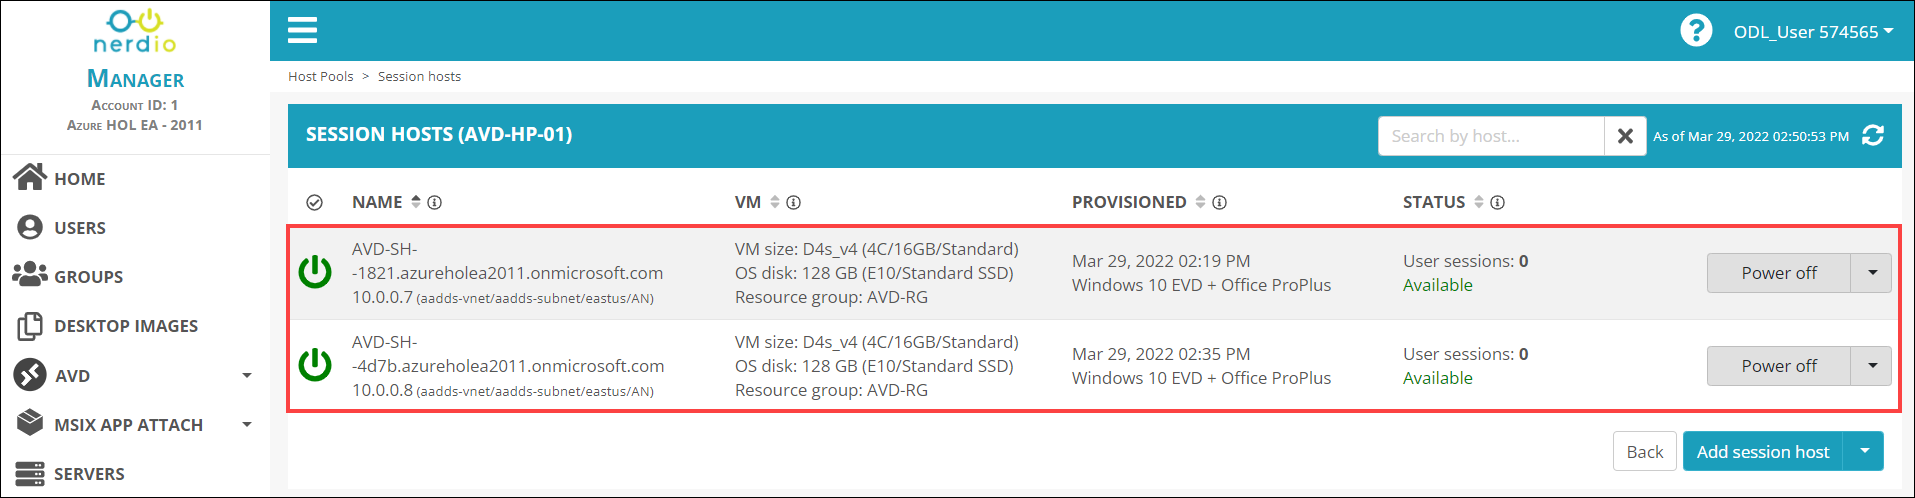 nerdio
MANAGER
ACCOUNT ID: 1
AZURE HOL EA - 2011
HOME
USERS
GROUPS
DESKTOP IMAGES
AVD
MSIX APP ATTACH
SERVERS
?
ODL_User 574565
Host Pools > Session hosts
SESSION HOSTS (AVD-HP-01)
Search by host...
As of Mar 29, 2022 02:50:53 PM
NAME
VM
PROVISIONED
STATUS
AVD-SH-
-1821.azureholea2011.onmicrosoft.com
10.0.0.7 (aadds-vnet/aadds-subnet/eastus/AN)
VM size: D4s_v4 (4C/16GB/Standard)
OS disk: 128 GB (E10/Standard SSD)
Resource group: AVD-RG
Mar 29, 2022 02:19 PM
Windows 10 EVD + Office ProPlus
User sessions: 0
Available
Power off
AVD-SH-
-4d7b.azureholea2011.onmicrosoft.com
10.0.0.8 (aadds-vnet/aadds-subnet/eastus/AN)
VM size: D4s_v4 (4C/16GB/Standard)
OS disk: 128 GB (E10/Standard SSD)
Resource group: AVD-RG
Mar 29, 2022 02:35 PM
Windows 10 EVD + Office ProPlus
User sessions: 0
Available
Power off
Back
Add session host